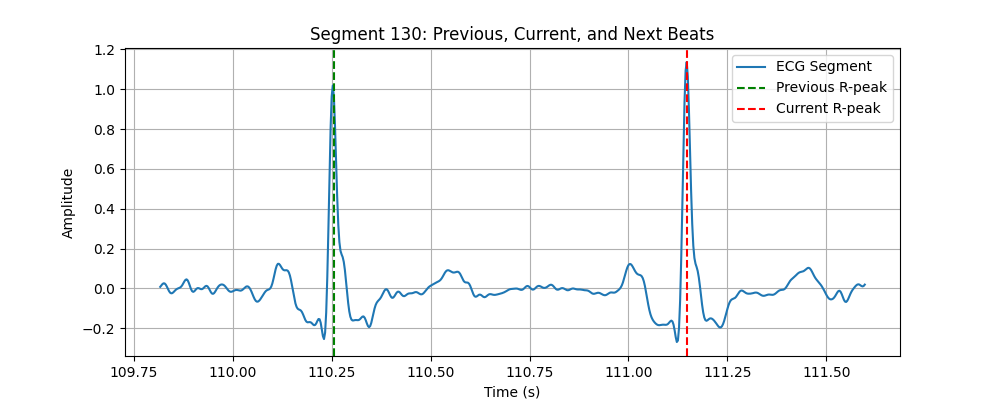 Segment 130: Previous, Current, and Next Beats
ECG Segment
Previous R-peak
Current R-peak
Amplitude
1.2
1.0
0.8
0.6
0.4
0.2
0.0
−0.2
109.75 110.00 110.25 110.50 110.75 111.00 111.25 111.50
Time (s)